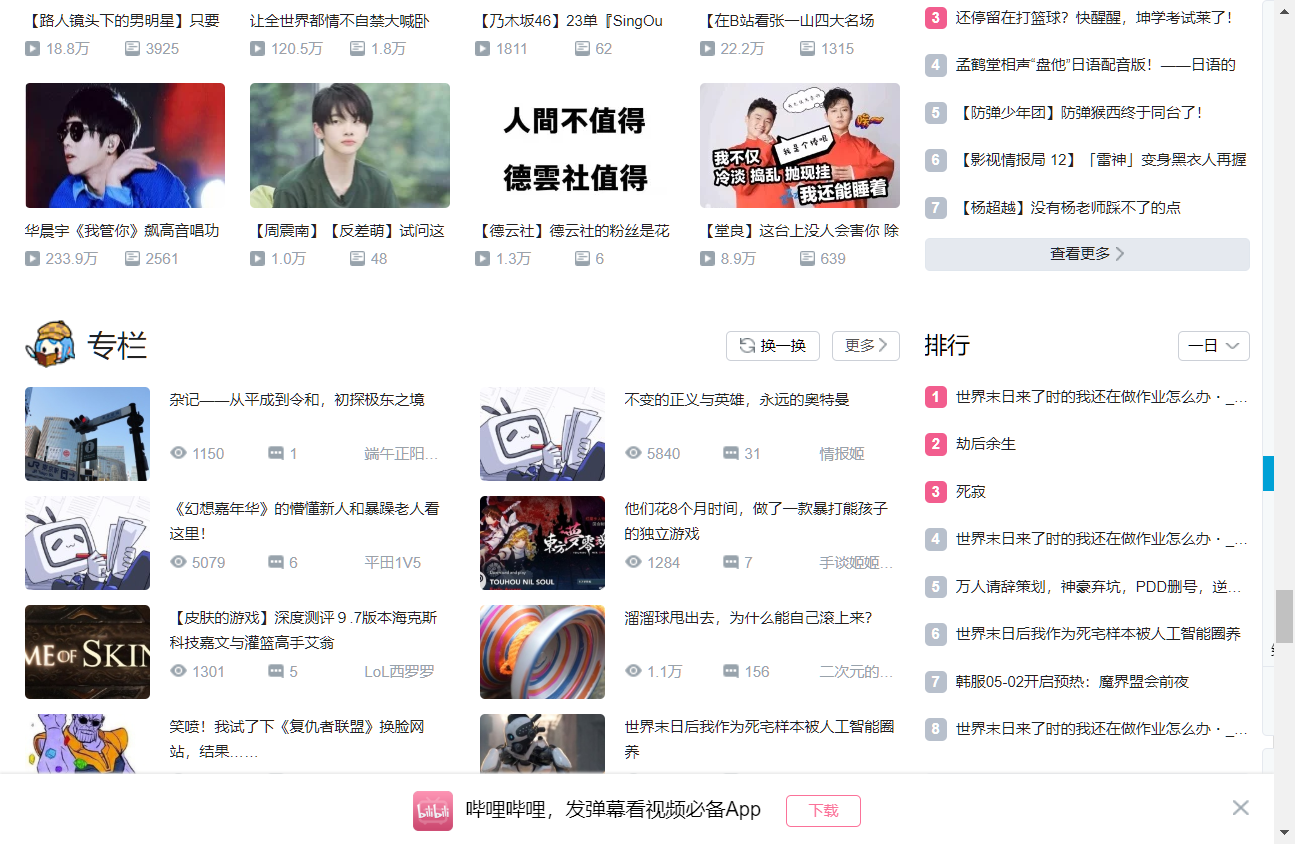 【路人镜头下的男明星】只要
18.8万 3925
让全世界都情不自禁大喊卧
120.5万 1.8万
【乃木坂46】23单『SingOu
1811 62
【在B站看张一山四大名场
22.2万 1315
华晨宇《我管你》飙高音唱功
233.9万 2561
【周震南】【反差萌】试问这
1.0万 48
人間不值得
德雲社值得
【德云社】德云社的粉丝是花
1.3万 6
我是个捧哏
唉~
我不仅
冷淡 捣乱 抛现挂
我还能睡着
【堂良】这台上没人会害你 除
8.9万 639
3 还停留在打篮球？快醒醒，坤学考试莱了！
4 孟鹤堂相声“盘他”日语配音版！——日语的
5 【防弹少年团】防弹猴西终于同台了！
6 【影视情报局 12】「雷神」变身黑衣人再握
7 【杨超越】没有杨老师踩不了的点
查看更多
专栏
换一换
更多
杂记——从平成到令和，初探极东之境
1150 1 端午正阳...
不变的正义与英雄，永远的奥特曼
5840 31 情报姬
《幻想嘉年华》的懵懂新人和暴躁老人看
这里！
5079 6 平田1V5
TOUHOU NIL SOUL
他们花8个月时间，做了一款暴打熊孩子
的独立游戏
1284 7 手谈姬姬...
ME OF SKIN
【皮肤的游戏】深度测评９.7版本海克斯
科技嘉文与灌篮高手艾翁
1301 5 LoL西罗罗
溜溜球甩出去，为什么能自己滚上来？
1.1万 156 二次元的...
笑喷！我试了下《复仇者联盟》换脸网
站，结果……
世界末日后我作为死宅样本被人工智能圈
养
排行
一日
1 世界末日来了时的我还在做作业怎么办 · _...
2 劫后余生
3 死寂
4 世界末日来了时的我还在做作业怎么办 · _...
5 万人请辞策划，神豪弃坑，PDD删号，逆...
6 世界末日后我作为死宅样本被人工智能圈养
7 韩服05-02开启预热：魔界盟会前夜
8 世界末日来了时的我还在做作业怎么办 · _...
bilibili
哔哩哔哩，发弹幕看视频必备App
下载